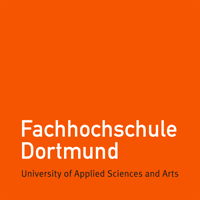 Fachhochschule
Dortmund
University of Applied Sciences and Arts